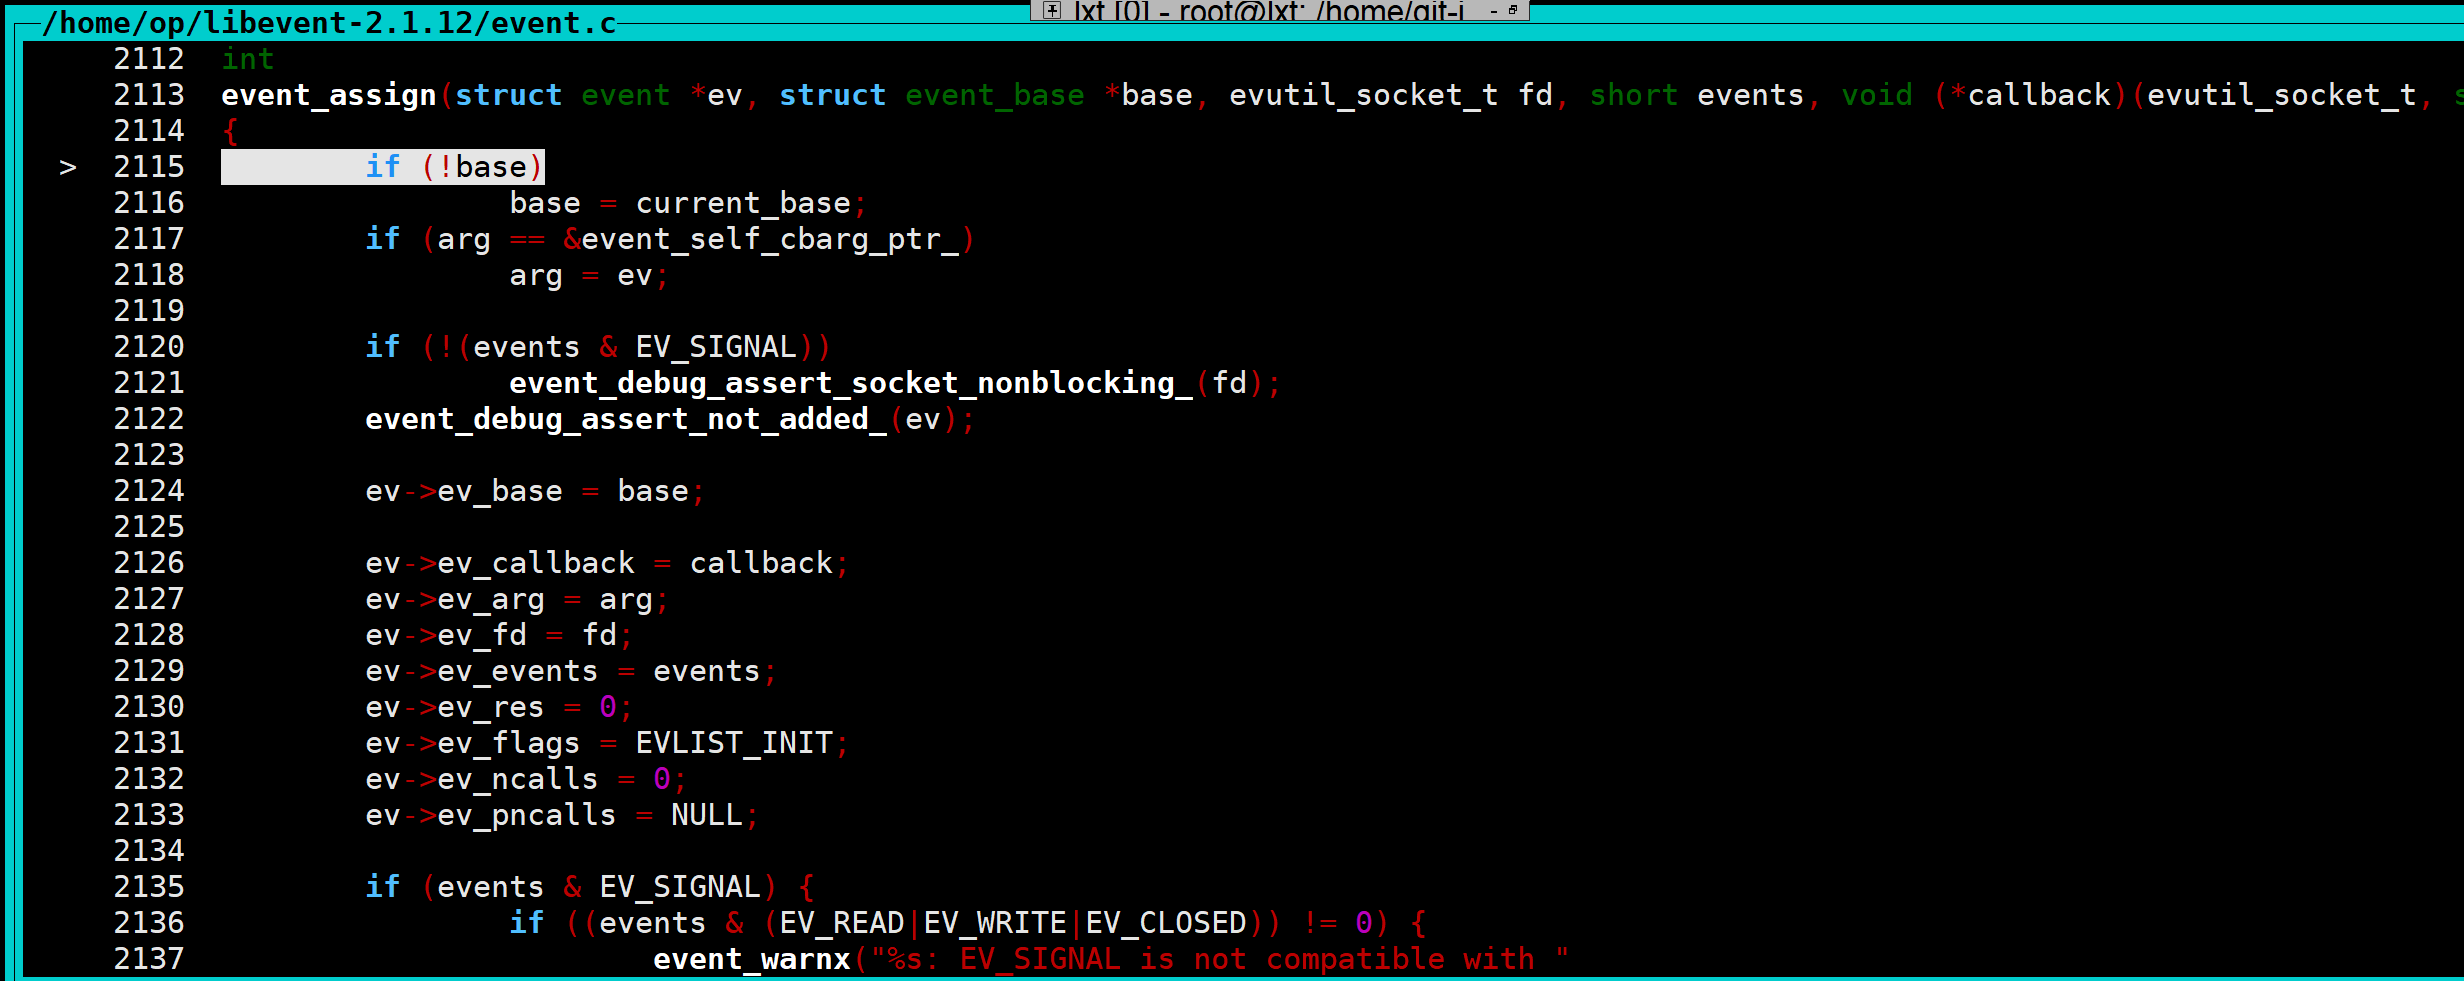 lxt [0] - root@lxt: /home/git-i
/home/op/libevent-2.1.12/event.c
2112 int
2113 event_assign(struct event *ev, struct event_base *base, evutil_socket_t fd, short events, void (*callback)(evutil_socket_t, s
2114 {
> 2115 if (!base)
2116 base = current_base;
2117 if (arg == &event_self_cbarg_ptr_)
2118 arg = ev;
2119
2120 if (!(events & EV_SIGNAL))
2121 event_debug_assert_socket_nonblocking_(fd);
2122 event_debug_assert_not_added_(ev);
2123
2124 ev->ev_base = base;
2125
2126 ev->ev_callback = callback;
2127 ev->ev_arg = arg;
2128 ev->ev_fd = fd;
2129 ev->ev_events = events;
2130 ev->ev_res = 0;
2131 ev->ev_flags = EVLIST_INIT;
2132 ev->ev_ncalls = 0;
2133 ev->ev_pncalls = NULL;
2134
2135 if (events & EV_SIGNAL) {
2136 if ((events & (EV_READ|EV_WRITE|EV_CLOSED)) != 0) {
2137 event_warnx("%s: EV_SIGNAL is not compatible with "